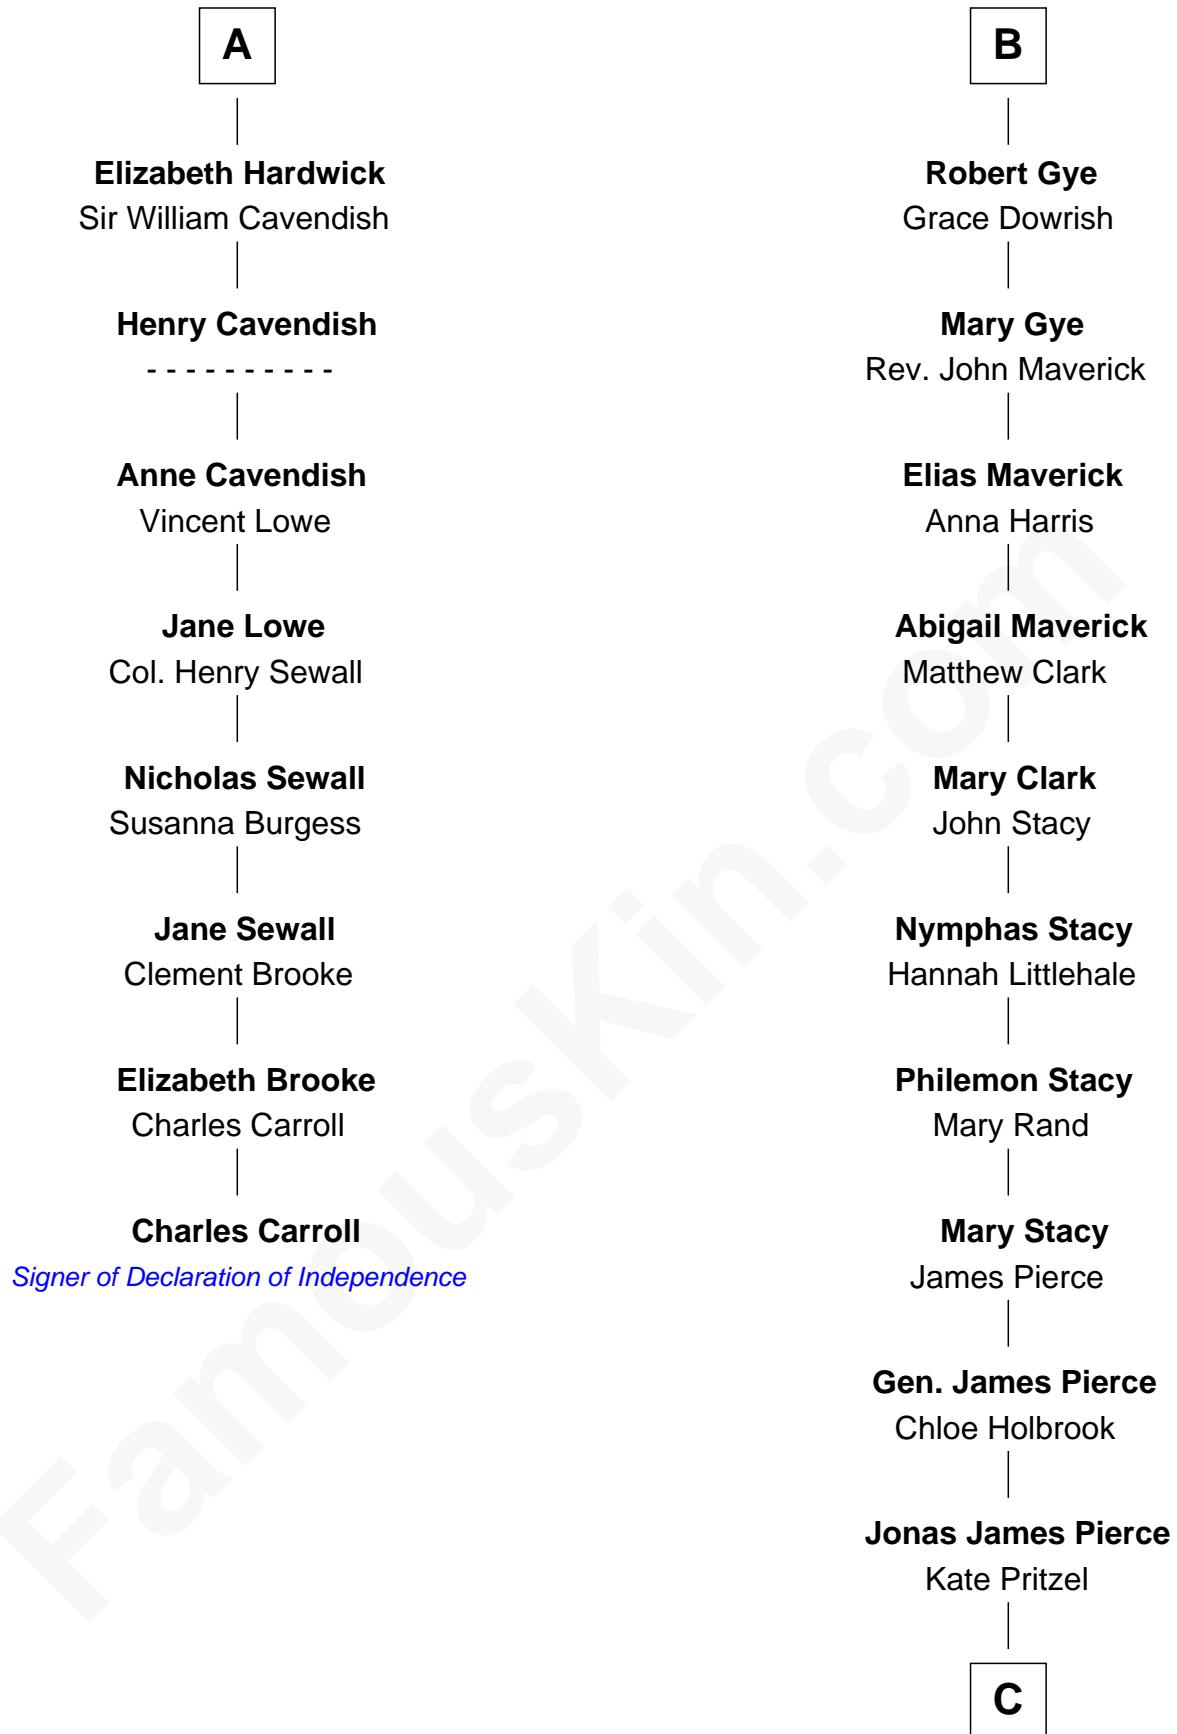 A
Elizabeth Hardwick
Sir William Cavendish
Henry Cavendish
- - - - - - - - - -
Anne Cavendish
Vincent Lowe
Jane Lowe
Col. Henry Sewall
Nicholas Sewall
Susanna Burgess
Jane Sewall
Clement Brooke
Elizabeth Brooke
Charles Carroll
Charles Carroll
Signer of Declaration of Independence
B
Robert Gye
Grace Dowrish
Mary Gye
Rev. John Maverick
Elias Maverick
Anna Harris
Abigail Maverick
Matthew Clark
Mary Clark
John Stacy
Nymphas Stacy
Hannah Littlehale
Philemon Stacy
Mary Rand
Mary Stacy
James Pierce
Gen. James Pierce
Chloe Holbrook
Jonas James Pierce
Kate Pritzel
C
FamousKin.com